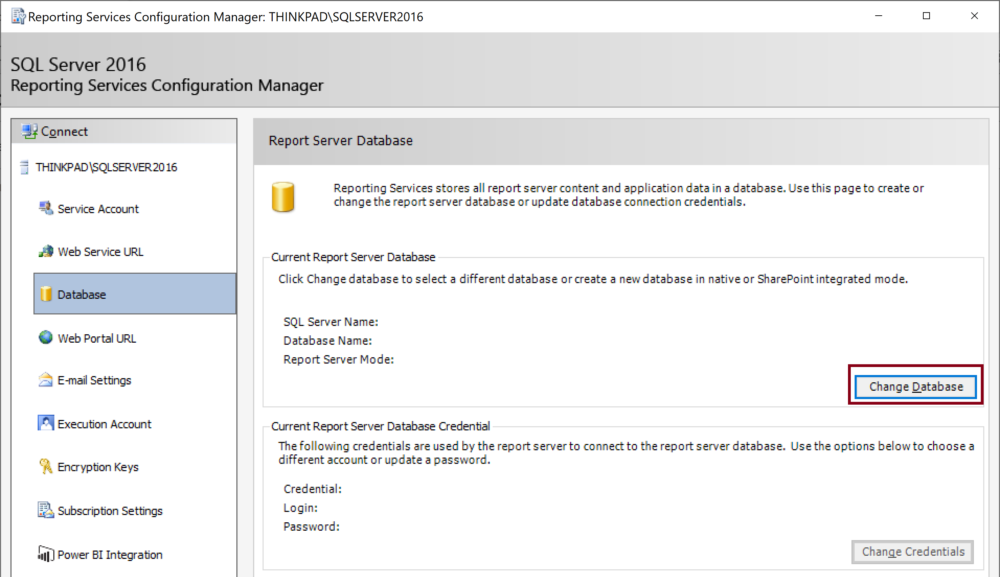 Reporting Services Configuration Manager: THINKPAD\SQLSERVER2016
SQL Server 2016
Reporting Services Configuration Manager
Connect
THINKPAD\SQLSERVER2016
Service Account
Web Service URL
Database
Web Portal URL
E-mail Settings
Execution Account
Encryption Keys
Subscription Settings
Power BI Integration
Report Server Database
Reporting Services stores all report server content and application data in a database. Use this page to create or
change the report server database or update database connection credentials.
Current Report Server Database
Click Change database to select a different database or create a new database in native or SharePoint integrated mode.
SQL Server Name:
Database Name:
Report Server Mode:
Change Database
Current Report Server Database Credential
The following credentials are used by the report server to connect to the report server database. Use the options below to choose a
different account or update a password.
Credential:
Login:
Password:
Change Credentials